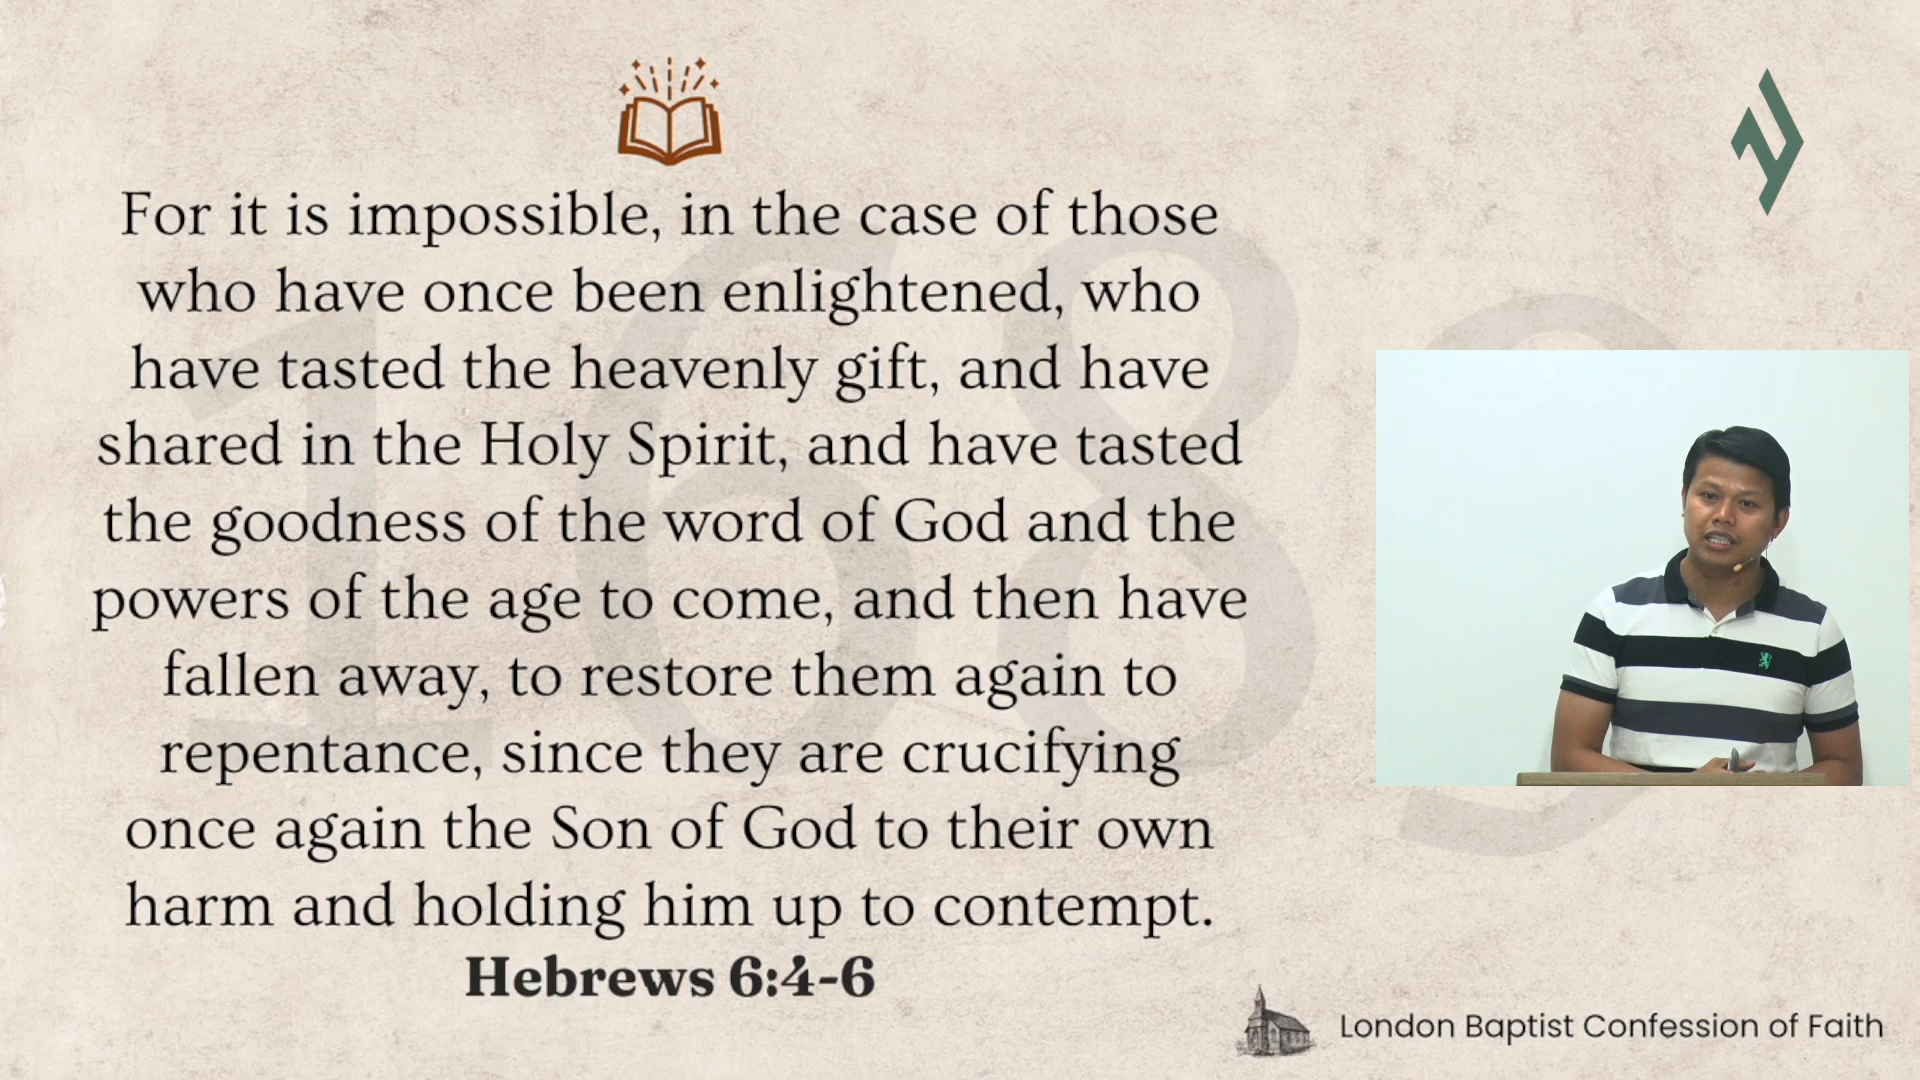 For it is impossible, in the case of those
who have once been enlightened, who
have tasted the heavenly gift, and have
shared in the Holy Spirit, and have tasted
the goodness of the word of God and the
powers of the age to come, and then have
fallen away, to restore them again to
repentance, since they are crucifying
once again the Son of God to their own
harm and holding him up to contempt.
Hebrews 6:4-6
1689
London Baptist Confession of Faith